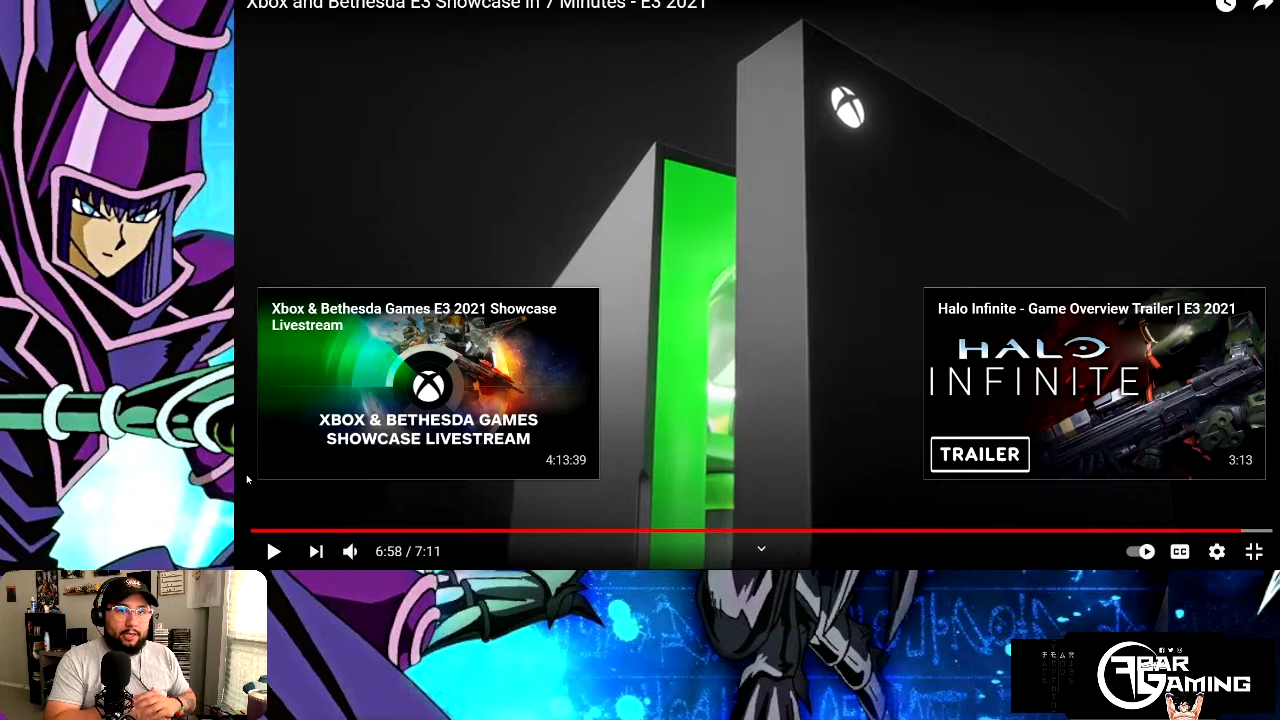 Xbox and Bethesda E3 Showcase in 7 Minutes - E3 2021
Xbox & Bethesda Games E3 2021 Showcase
Livestream
XBOX & BETHESDA GAMES
SHOWCASE LIVESTREAM
4:13:39
Halo Infinite - Game Overview Trailer | E3 2021
HALO
INFINITE
TRAILER
3:13
6:58 / 7:11
CC
GAMING